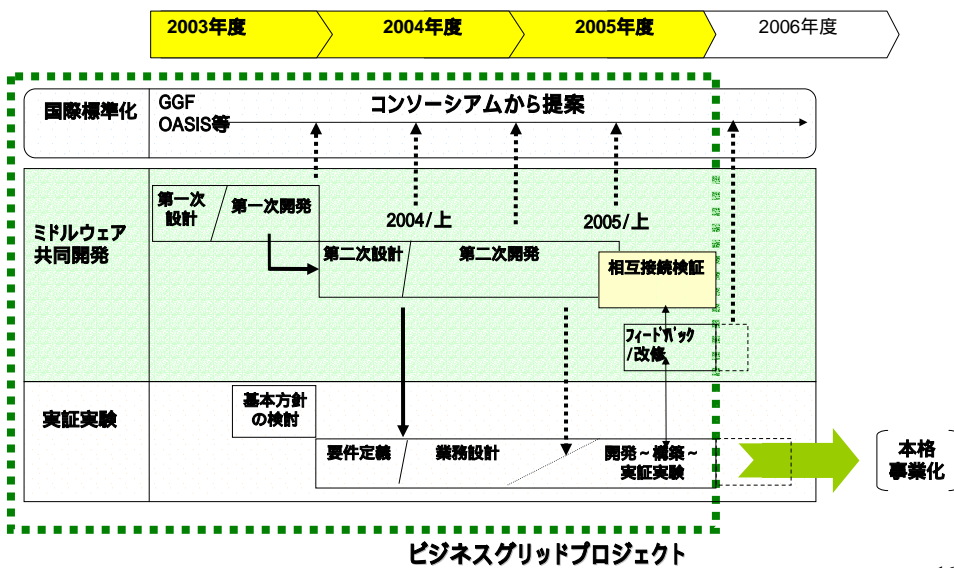 2003年度
2004年度
2005年度
2006年度
国際標準化
GGF
OASIS等
コンソーシアムから提案
ミドルウェア
共同開発
第一次
設計
第一次開発
2004/上
2005/上
第二次設計
第二次開発
相互接続検証
フィードバック
/改修
実証実験
基本方針
の検討
要件定義
業務設計
開発~構築~
実証実験
本格
事業化
ビジネスグリッドプロジェクト